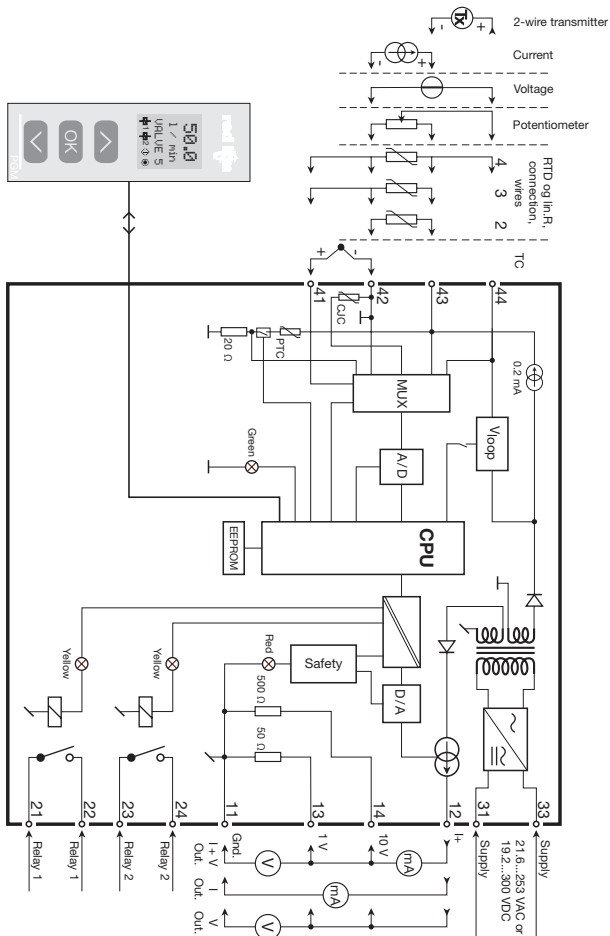 2-wire transmitter
Tx
- +
Current
- +
Voltage
Potentiometer
RTD og lin.R,
connection,
wires
4 3 2
TC
+ -
41 42 43 44
CJC
PTC
20 Ω
0.2 mA
MUX
Vloop
A/D
Green
CPU
EEPROM
50.0
l / min
VALVE 5
1 2
OK
Safety
D/A
Red
Yellow
Yellow
500 Ω
50 Ω
21 22 23 24 11 13 14 12 31 33
Relay 1
Relay 1
Relay 2
Relay 2
Gnd.
1 V
10 V
I+
Supply
Supply
21.6...253 VAC or
19.2...300 VDC
V
mA
I + V
Out.
mA
I
Out.
V
V
Out.